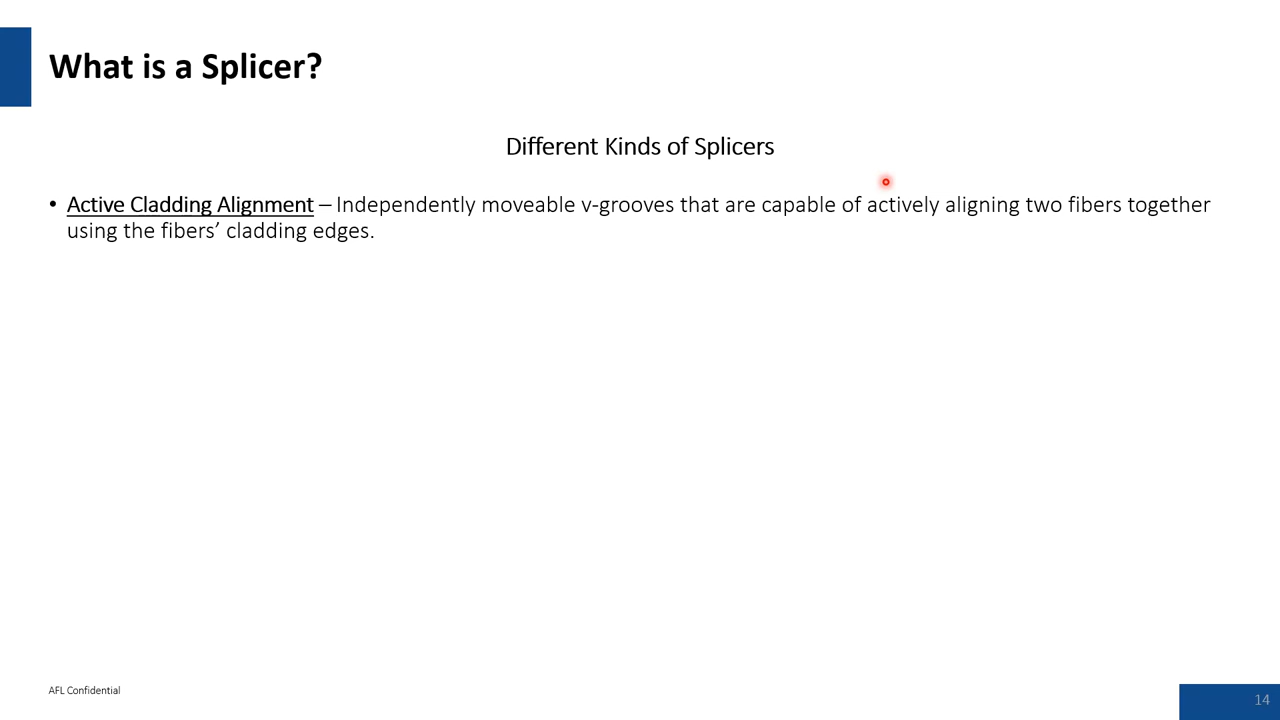 What is a Splicer?
Different Kinds of Splicers
• Active Cladding Alignment – Independently moveable v-grooves that are capable of actively aligning two fibers together
using the fibers’ cladding edges.
AFL Confidential
14